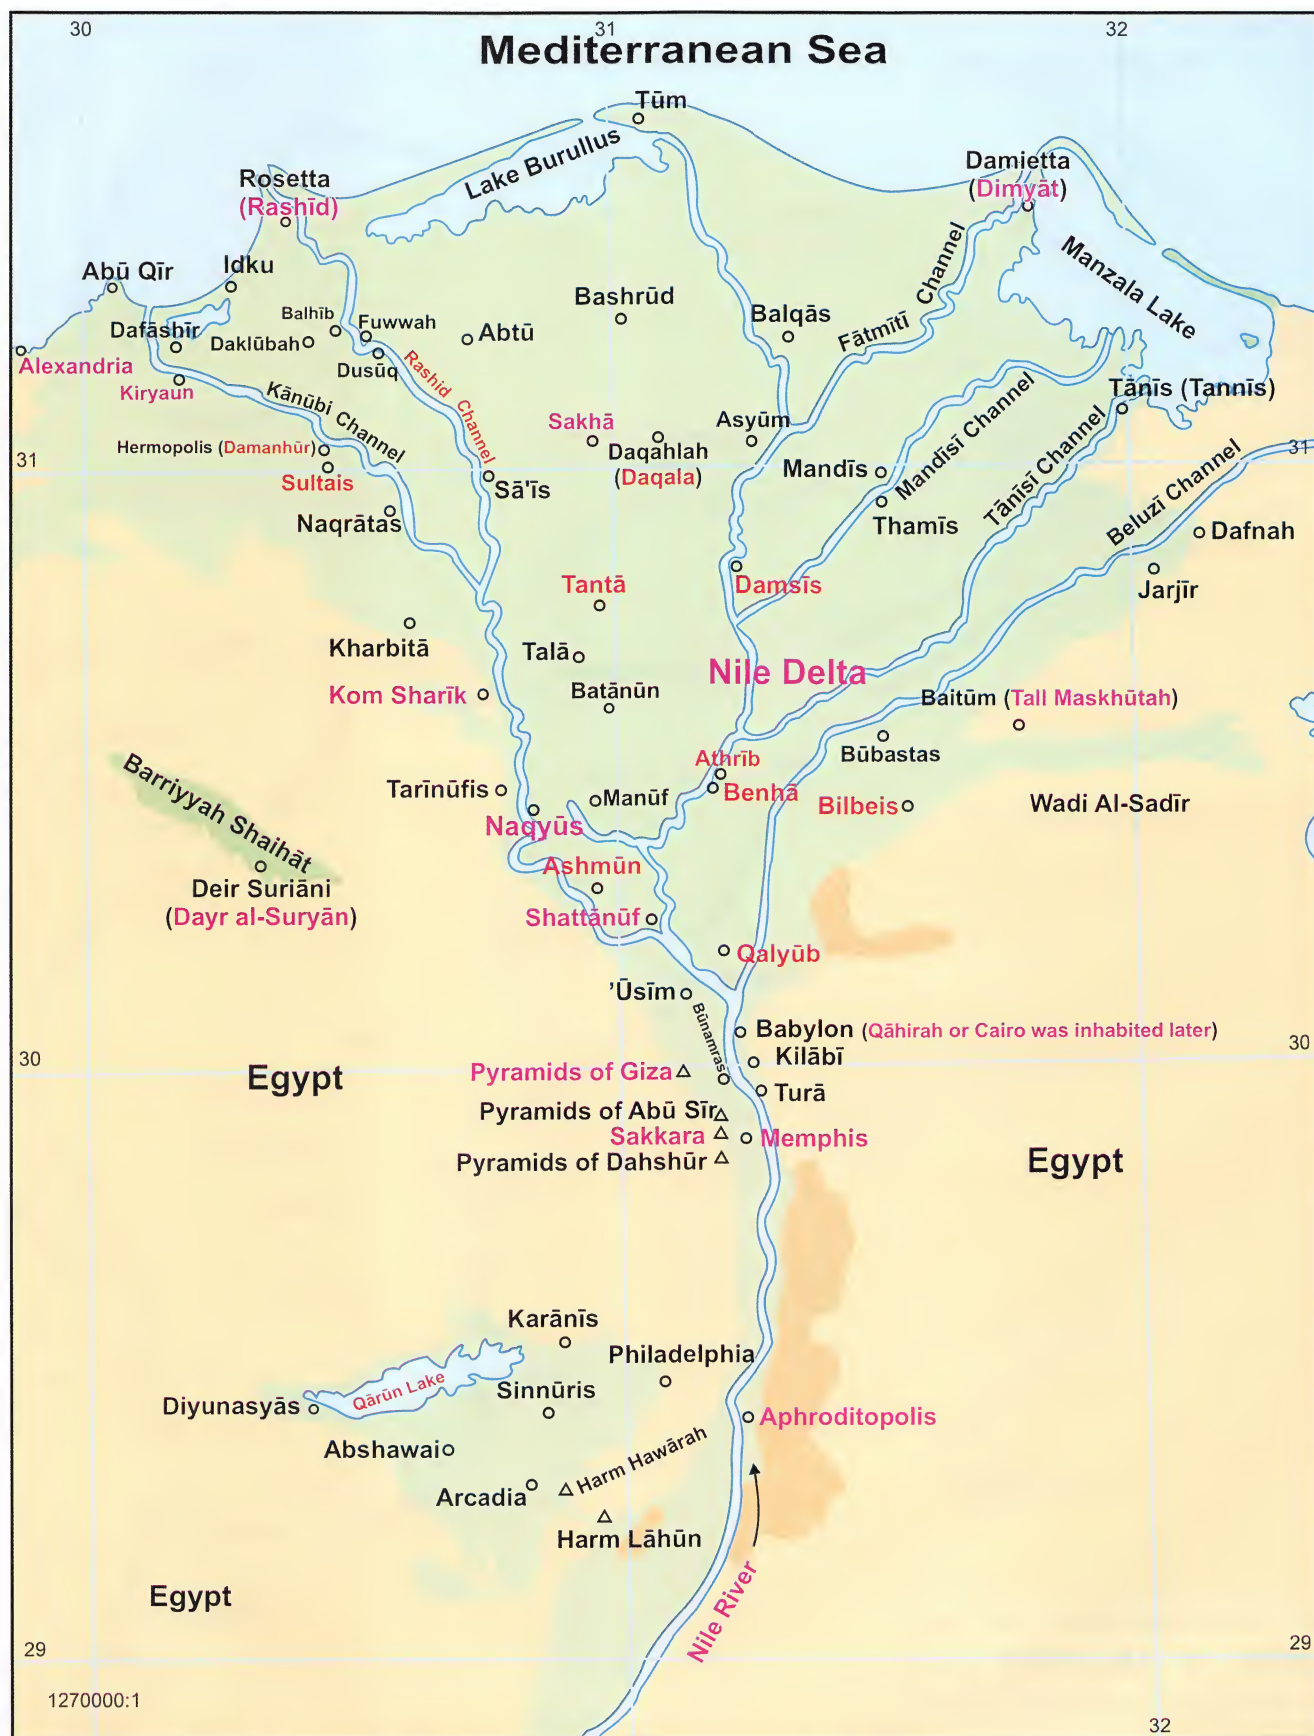 30
31
32
Mediterranean Sea
Tūm
Lake Burullus
Damietta
(Dimyāt)
Rosetta
(Rashīd)
Manzala Lake
Abū Qīr
Idku
Fātmītī Channel
Bashrūd
Balqās
Balhīb
Fuwwah
Abtū
Dafāshīr
Daklūbah
Dusūq
Alexandria
Kiryaun
Rashid Channel
Kānūbi Channel
Tānīs (Tannīs)
Mandīsī Channel
Sakhā
Asyūm
Daqahlah
(Daqala)
Hermopolis (Damanhūr)
Sultais
Mandīs
Tānīsī Channel
Beluzī Channel
31
31
Sā'īs
Naqrātas
Thamīs
Dafnah
Tantā
Damsīs
Jarjīr
Kharbitā
Talā
Nile Delta
Kom Sharīk
Batānūn
Baitūm (Tall Maskhūtah)
Būbastas
Athrīb
Barriyyah Shaihāt
Tarīnūfis
Manūf
Benhā
Bilbeis
Wadi Al-Sadīr
Naqyūs
Ashmūn
Deir Suriāni
(Dayr al-Suryān)
Shattānūf
Qalyūb
’Ūsīm
Būnamras
Babylon (Qāhirah or Cairo was inhabited later)
Kilābī
30
30
Egypt
Pyramids of Giza
Turā
Pyramids of Abū Sīr
Sakkara
Memphis
Pyramids of Dahshūr
Egypt
Karānīs
Philadelphia
Qārūn Lake
Sinnūris
Diyunasyās
Aphroditopolis
Abshawai
Harm Hawārah
Arcadia
Harm Lāhūn
Egypt
Nile River
29
29
1270000:1
32